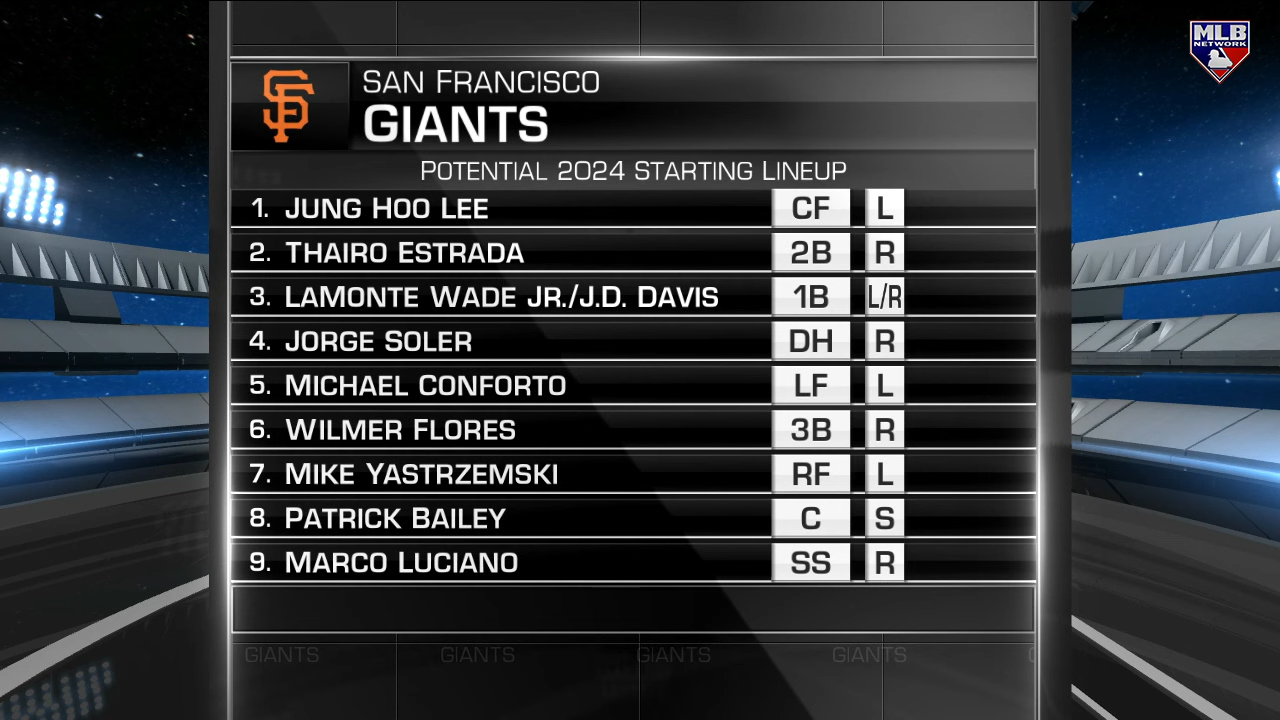 MLB
NETWORK
SF
SAN FRANCISCO
GIANTS
POTENTIAL 2024 STARTING LINEUP
1. JUNG HOO LEE CF L
2. THAIRO ESTRADA 2B R
3. LAMONTE WADE JR./J.D. DAVIS 1B L/R
4. JORGE SOLER DH R
5. MICHAEL CONFORTO LF L
6. WILMER FLORES 3B R
7. MIKE YASTRZEMSKI RF L
8. PATRICK BAILEY C S
9. MARCO LUCIANO SS R
GIANTS GIANTS GIANTS GIANTS